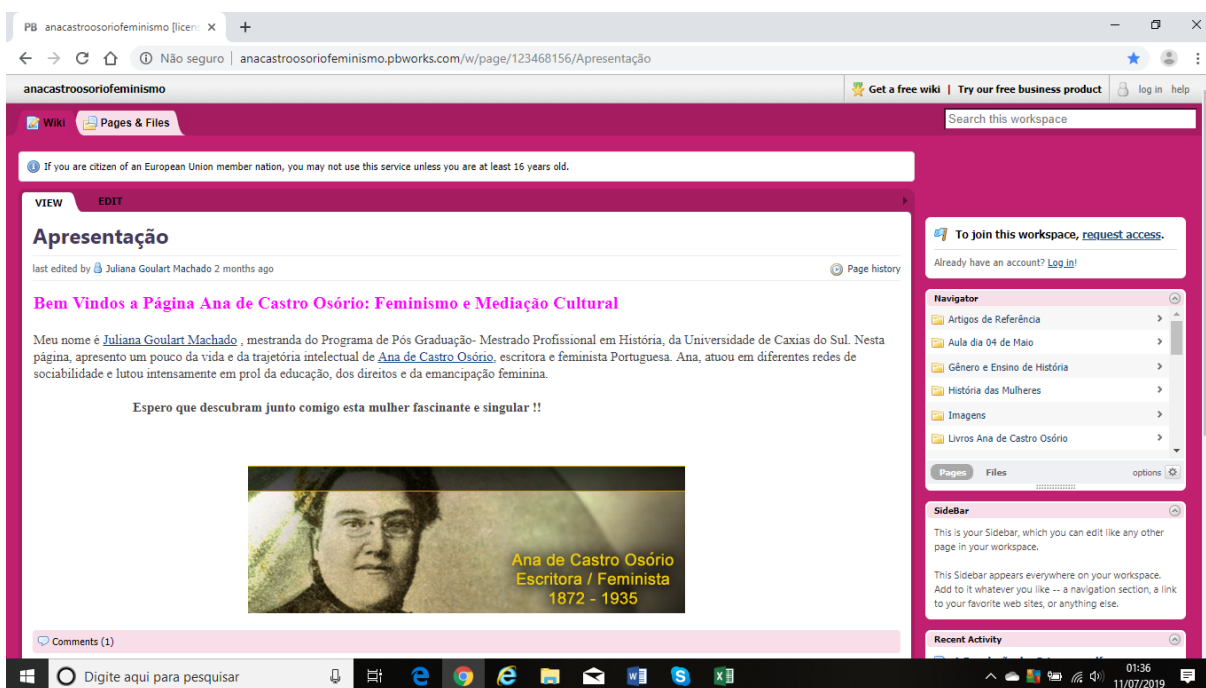 PB anacastroosoriofeminismo [licen
Não seguro | anacastroosoriofeminismo.pbworks.com/w/page/123468156/Apresentação
anacastroosoriofeminismo
Get a free wiki | Try our free business product
log in help
Wiki
Pages & Files
Search this workspace
If you are citizen of an European Union member nation, you may not use this service unless you are at least 16 years old.
VIEW EDIT
Apresentação
last edited by Juliana Goulart Machado 2 months ago
Page history
Bem Vindos a Página Ana de Castro Osório: Feminismo e Mediação Cultural
Meu nome é Juliana Goulart Machado , mestranda do Programa de Pós Graduação- Mestrado Profissional em História, da Universidade de Caxias do Sul. Nesta
página, apresento um pouco da vida e da trajetória intelectual de Ana de Castro Osório, escritora e feminista Portuguesa. Ana, atuou em diferentes redes de
sociabilidade e lutou intensamente em prol da educação, dos direitos e da emancipação feminina.
Espero que descubram junto comigo esta mulher fascinante e singular !!
Ana de Castro Osório
Escritora / Feminista
1872 - 1935
Comments (1)
To join this workspace, request access.
Already have an account? Log in!
Navigator
Artigos de Referência
Aula dia 04 de Maio
Gênero e Ensino de História
História das Mulheres
Imagens
Livros Ana de Castro Osório
Pages Files options
SideBar
This is your Sidebar, which you can edit like any other
page in your workspace.
This Sidebar appears everywhere on your workspace.
Add to it whatever you like -- a navigation section, a link
to your favorite web sites, or anything else.
Recent Activity
Digite aqui para pesquisar
01:36
11/07/2019